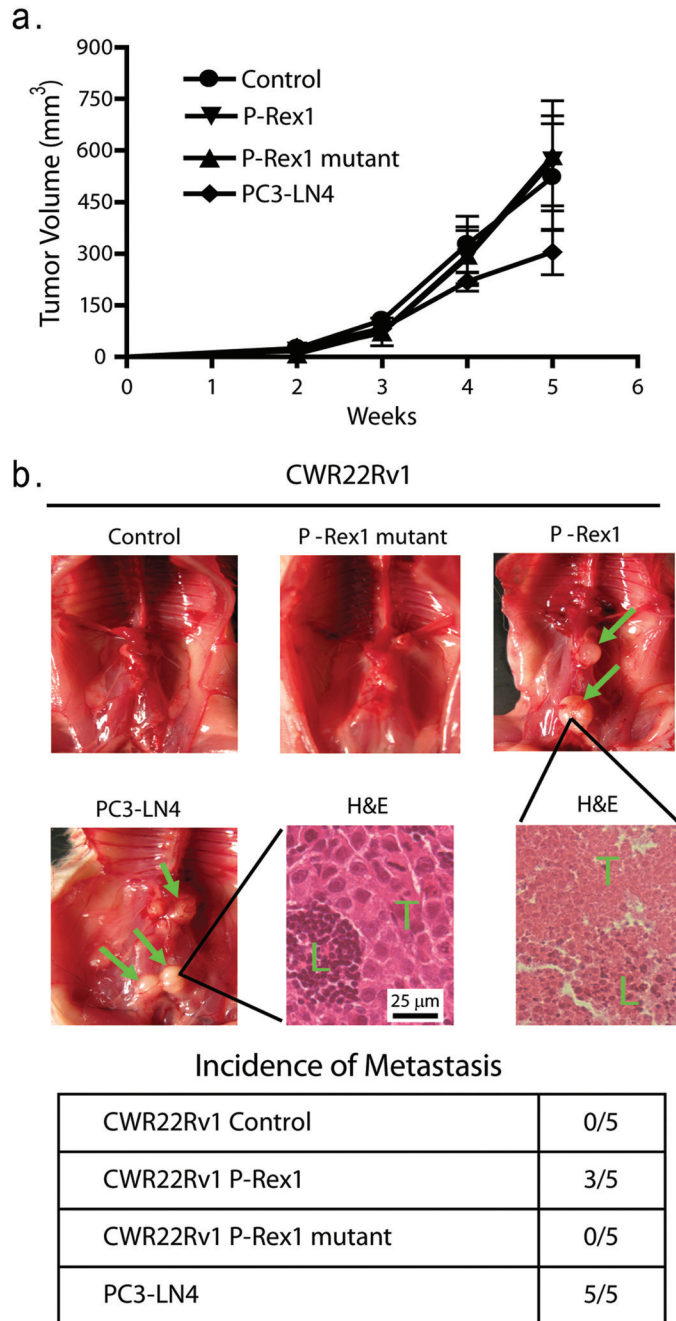 a.
900
750
600
450
300
150
0
Tumor Volume (mm3)
Control
P-Rex1
P-Rex1 mutant
PC3-LN4
0 1 2 3 4 5 6
Weeks
b.
CWR22Rv1
Control P -Rex1 mutant P -Rex1
PC3-LN4 H&E H&E
T T
L L
25 μm
Incidence of Metastasis
CWR22Rv1 Control 0/5
CWR22Rv1 P-Rex1 3/5
CWR22Rv1 P-Rex1 mutant 0/5
PC3-LN4 5/5